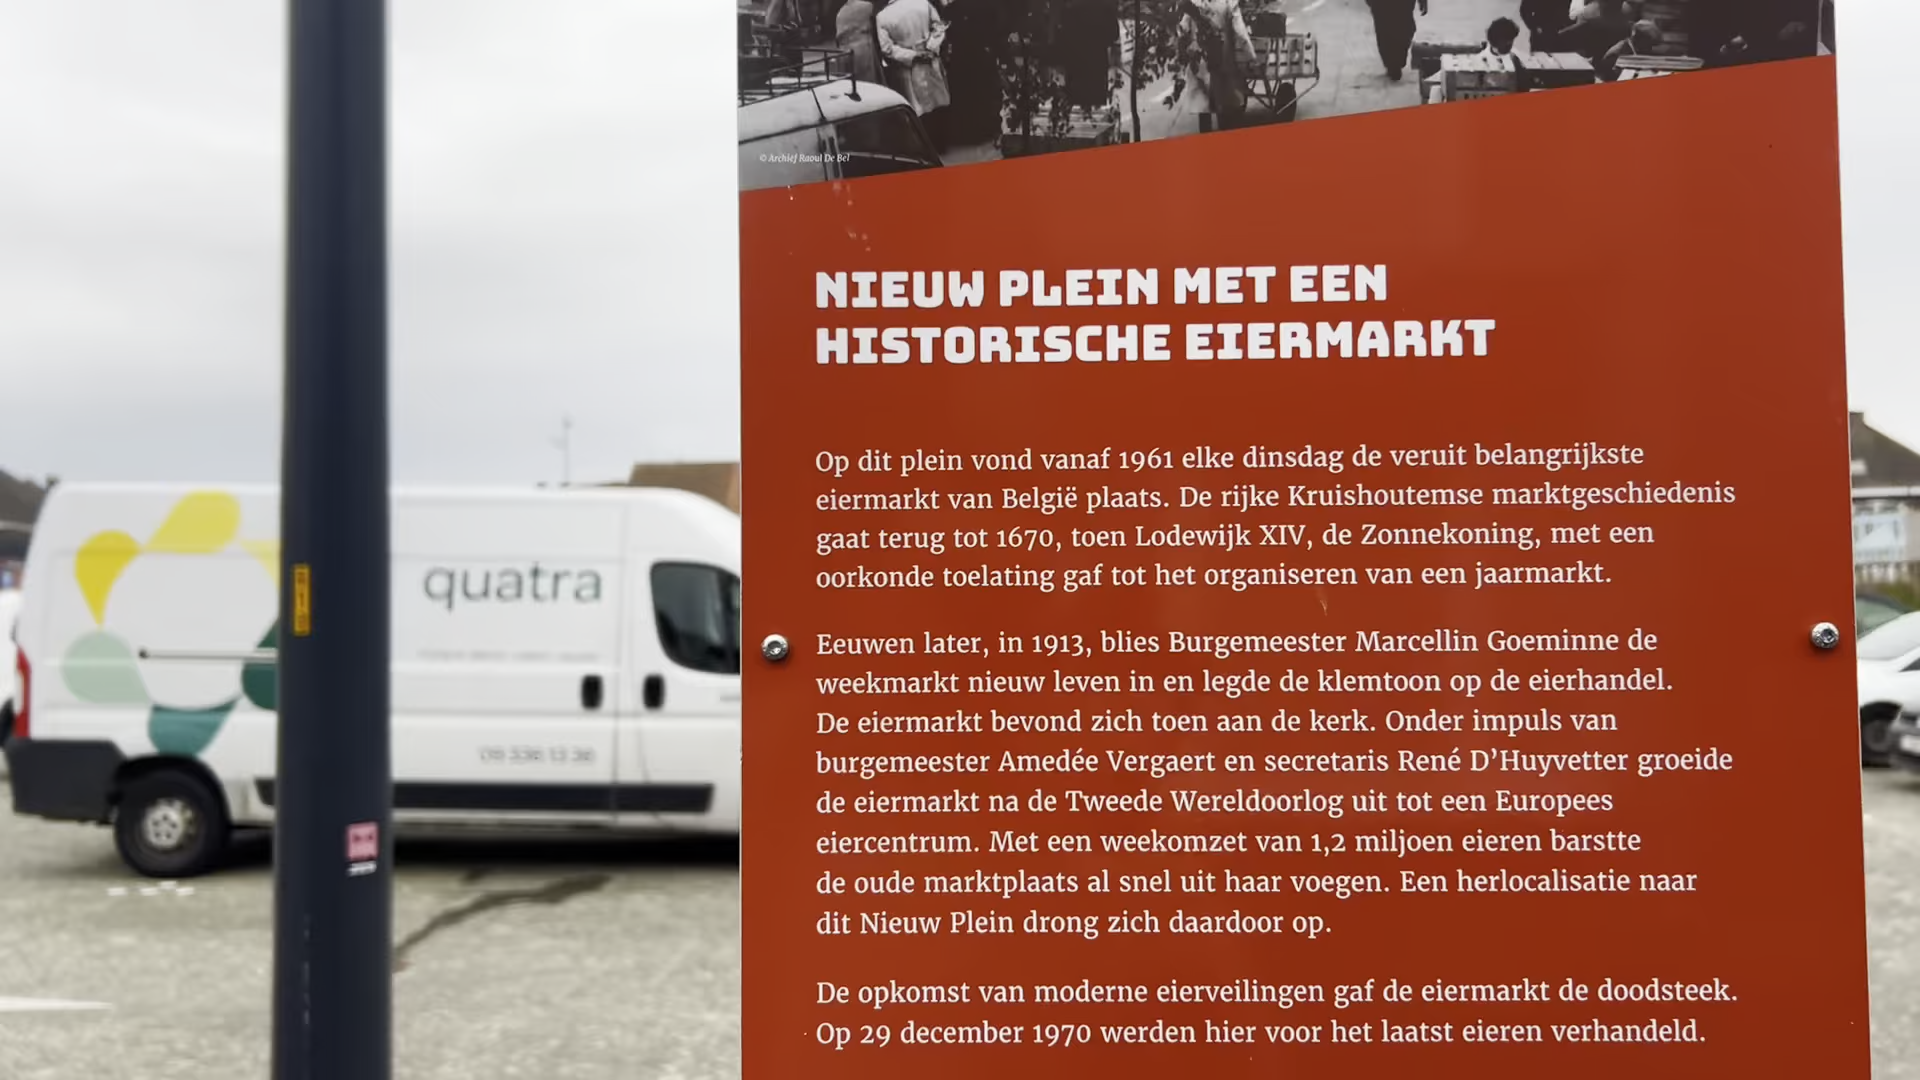 © Archief Raoul De Bel
NIEUW PLEIN MET EEN
HISTORISCHE EIERMARKT
Op dit plein vond vanaf 1961 elke dinsdag de veruit belangrijkste
eiermarkt van België plaats. De rijke Kruishoutemse marktgeschiedenis
gaat terug tot 1670, toen Lodewijk XIV, de Zonnekoning, met een
oorkonde toelating gaf tot het organiseren van een jaarmarkt.
Eeuwen later, in 1913, blies Burgemeester Marcellin Goeminne de
weekmarkt nieuw leven in en legde de klemtoon op de eierhandel.
De eiermarkt bevond zich toen aan de kerk. Onder impuls van
burgemeester Amedée Vergaert en secretaris René D’Huyvetter groeide
de eiermarkt na de Tweede Wereldoorlog uit tot een Europees
eiercentrum. Met een weekomzet van 1,2 miljoen eieren barstte
de oude marktplaats al snel uit haar voegen. Een herlocalisatie naar
dit Nieuw Plein drong zich daardoor op.
De opkomst van moderne eierveilingen gaf de eiermarkt de doodsteek.
Op 29 december 1970 werden hier voor het laatst eieren verhandeld.
quatra